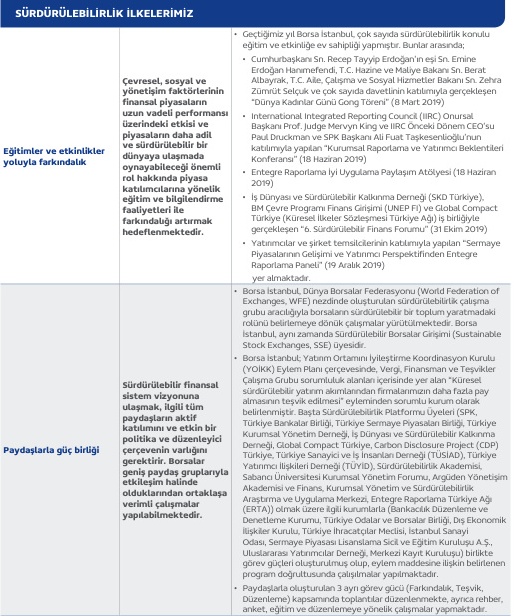 SÜRDÜRÜLEBİLİRLİK İLKELERİMİZ
Eğitimler ve etkinlikler
yoluyla farkındalık
Çevresel, sosyal ve
yönetişim faktörlerinin
finansal piyasaların
uzun vadeli performansı
üzerindeki etkisi ve
piyasaların daha adil
ve sürdürülebilir bir
dünyaya ulaşmada
oynayabileceği önemli
rol hakkında piyasa
katılımcılarına yönelik
eğitim ve bilgilendirme
faaliyetleri ile
farkındalığı artırmak
hedeflenmektedir.
• Geçtiğimiz yıl Borsa İstanbul, çok sayıda sürdürülebilirlik konulu
eğitim ve etkinliğe ev sahipliği yapmıştır. Bunlar arasında;
• Cumhurbaşkanı Sn. Recep Tayyip Erdoğan'ın eşi Sn. Emine
Erdoğan Hanımefendi, T.C. Hazine ve Maliye Bakanı Sn. Berat
Albayrak, T.C. Aile, Çalışma ve Sosyal Hizmetler Bakanı Sn. Zehra
Zümrüt Selçuk ve çok sayıda davetlinin katılımıyla gerçekleşen
"Dünya Kadınlar Günü Gong Töreni" (8 Mart 2019)
• International Integrated Reporting Council (IIRC) Onursal
Başkanı Prof. Judge Mervyn King ve IIRC Önceki Dönem CEO'su
Paul Druckman ve SPK Başkanı Ali Fuat Taşkesenlioğlu'nun
katılımıyla yapılan "Kurumsal Raporlama ve Yatırımcı Beklentileri
Konferansı" (18 Haziran 2019)
• Entegre Raporlama İyi Uygulama Paylaşım Atölyesi (18 Haziran
2019)
• İş Dünyası ve Sürdürülebilir Kalkınma Derneği (SKD Türkiye),
BM Çevre Programı Finans Girişimi (UNEP FI) ve Global Compact
Türkiye (Küresel İlkeler Sözleşmesi Türkiye Ağı) iş birliğiyle
gerçekleşen "6. Sürdürülebilir Finans Forumu" (31 Ekim 2019)
• Yatırımcılar ve şirket temsilcilerinin katılımıyla yapılan "Sermaye
Piyasalarının Gelişimi ve Yatırımcı Perspektifinden Entegre
Raporlama Paneli" (19 Aralık 2019)
yer almaktadır.
Paydaşlarla güç birliği
Sürdürülebilir finansal
sistem vizyonuna
ulaşmak, ilgili tüm
paydaşların aktif
katılımını ve etkin bir
politika ve düzenleyici
çerçevenin varlığını
gerektirir. Borsalar
geniş paydaş gruplarıyla
etkileşim halinde
olduklarından ortaklaşa
verimli çalışmalar
yapılabilmektedir.
• Borsa İstanbul, Dünya Borsalar Federasyonu (World Federation of
Exchanges, WFE) nezdinde oluşturulan sürdürülebilirlik çalışma
grubu aracılığıyla borsaların sürdürülebilir bir toplum yaratmadaki
rolünü belirlemeye dönük çalışmalar yürütülmektedir. Borsa
İstanbul, aynı zamanda Sürdürülebilir Borsalar Girişimi (Sustainable
Stock Exchanges, SSE) üyesidir.
• Borsa İstanbul; Yatırım Ortamını İyileştirme Koordinasyon Kurulu
(YOİKK) Eylem Planı çerçevesinde, Vergi, Finansman ve Teşvikler
Çalışma Grubu sorumluluk alanları içerisinde yer alan "Küresel
sürdürülebilir yatırım akımlarından firmalarımızın daha fazla pay
almasının teşvik edilmesi" eyleminden sorumlu kurum olarak
belirlenmiştir. Başta Sürdürülebilirlik Platformu Üyeleri (SPK,
Türkiye Bankalar Birliği, Türkiye Sermaye Piyasaları Birliği, Türkiye
Kurumsal Yönetim Derneği, İş Dünyası ve Sürdürülebilir Kalkınma
Derneği, Global Compact Türkiye, Carbon Disclosure Project (CDP)
Türkiye, Türkiye Sanayici ve İş İnsanları Derneği (TÜSİAD), Türkiye
Yatırımcı İlişkileri Derneği (TÜYİD), Sürdürülebilirlik Akademisi,
Sabancı Üniversitesi Kurumsal Yönetim Forumu, Argüden Yönetişim
Akademisi ve Finans, Kurumsal Yönetim ve Sürdürülebilirlik
Araştırma ve Uygulama Merkezi, Entegre Raporlama Türkiye Ağı
(ERTA)) olmak üzere ilgili kurumlarla (Bankacılık Düzenleme ve
Denetleme Kurumu, Türkiye Odalar ve Borsalar Birliği, Dış Ekonomik
İlişkiler Kurulu, Türkiye İhracatçılar Meclisi, İstanbul Sanayi
Odası, Sermaye Piyasası Lisanslama Sicil ve Eğitim Kuruluşu A.Ş.,
Uluslararası Yatırımcılar Derneği, Merkezi Kayıt Kuruluşu) birlikte
görev güçleri oluşturulmuş olup, eylem maddesine ilişkin belirlenen
program doğrultusunda çalışmalar yapılmaktadır.
• Paydaşlarla oluşturulan 3 ayrı görev gücü (Farkındalık, Teşvik,
Düzenleme) kapsamında toplantılar düzenlenmekte, ayrıca rehber,
anket, eğitim ve düzenlemeye yönelik çalışmalar yapmaktadır.